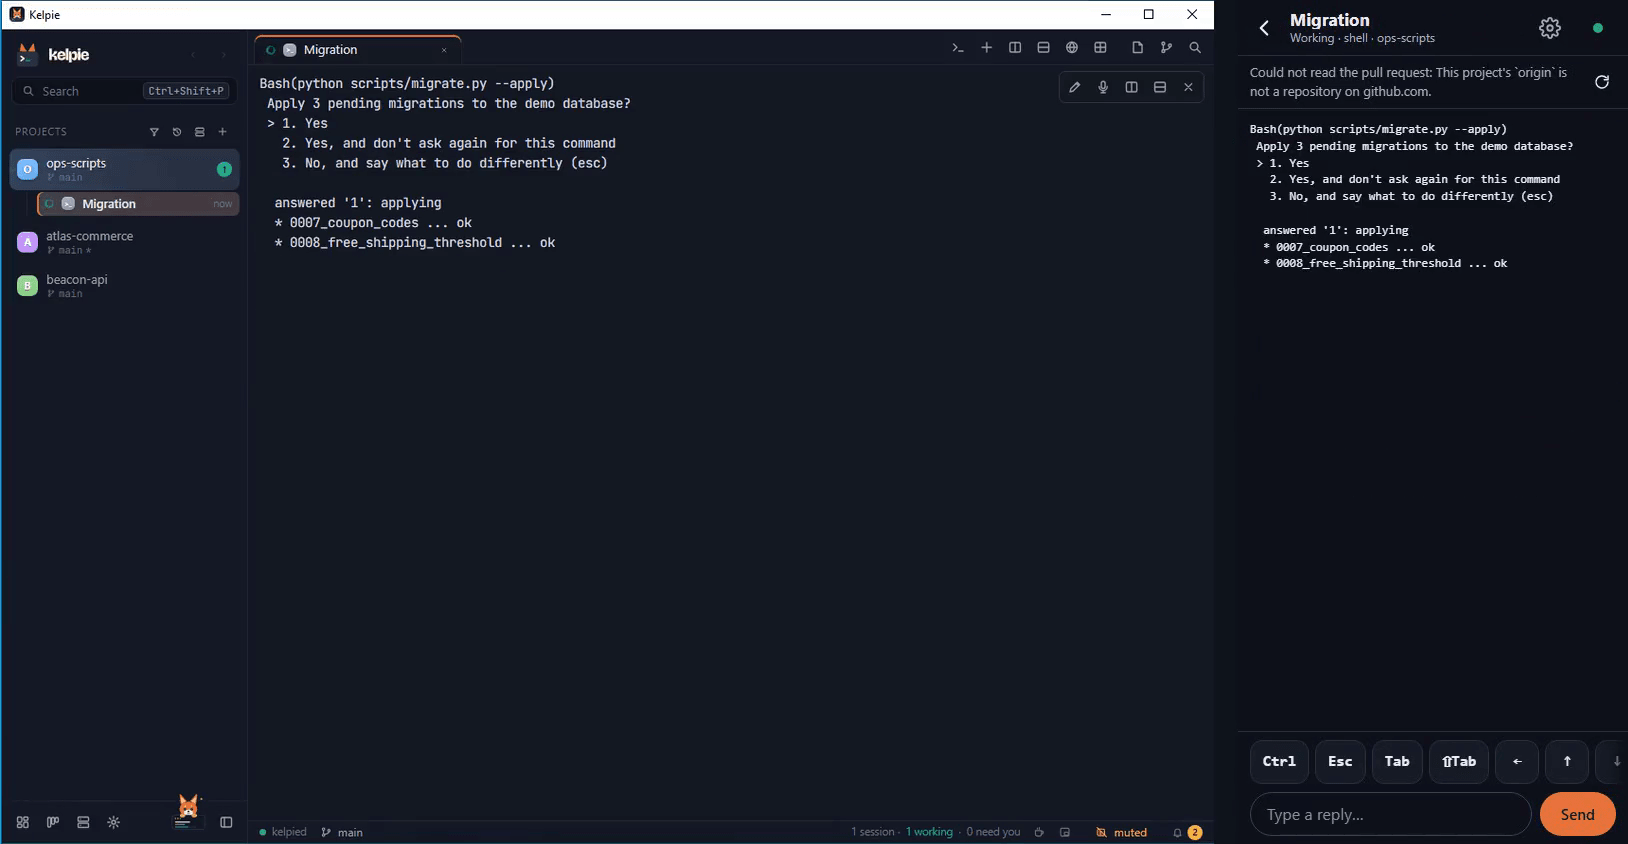 Kelpie
kelpie
Search Ctrl+Shift+P
PROJECTS
O ops-scripts 1
main
Migration now
A atlas-commerce
main *
B beacon-api
main
Migration
Bash(python scripts/migrate.py --apply)
Apply 3 pending migrations to the demo database?
> 1. Yes
2. Yes, and don't ask again for this command
3. No, and say what to do differently (esc)
answered '1': applying
* 0007_coupon_codes ... ok
* 0008_free_shipping_threshold ... ok
kelpied main 1 session · 1 working · 0 need you muted 2
Migration
Working · shell · ops-scripts
Could not read the pull request: This project's `origin` is
not a repository on github.com.
Bash(python scripts/migrate.py --apply)
Apply 3 pending migrations to the demo database?
> 1. Yes
2. Yes, and don't ask again for this command
3. No, and say what to do differently (esc)
answered '1': applying
* 0007_coupon_codes ... ok
* 0008_free_shipping_threshold ... ok
Ctrl Esc Tab ⇧Tab ← ↑ ↓
Type a reply... Send